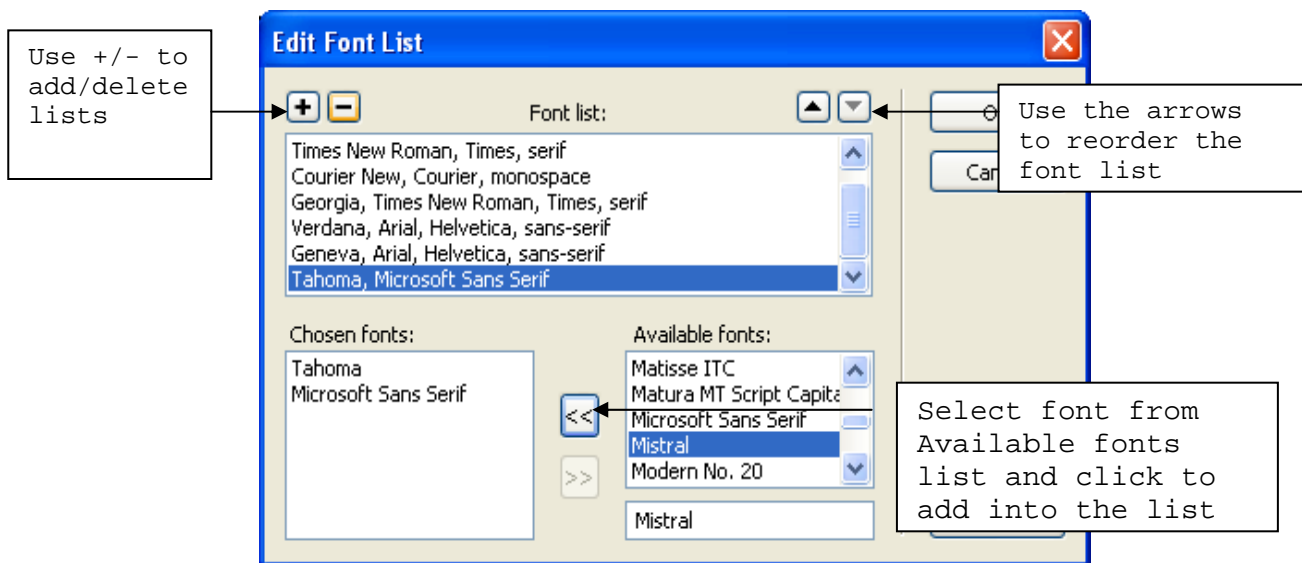 Edit Font List
Use +/- to
add/delete
lists
+ -
Font list:
Use the arrows
to reorder the
font list
Times New Roman, Times, serif
Courier New, Courier, monospace
Georgia, Times New Roman, Times, serif
Verdana, Arial, Helvetica, sans-serif
Geneva, Arial, Helvetica, sans-serif
Tahoma, Microsoft Sans Serif
Chosen fonts:
Tahoma
Microsoft Sans Serif
<<
>>
Available fonts:
Matisse ITC
Matura MT Script Capita
Microsoft Sans Serif
Mistral
Modern No. 20
Mistral
Select font from
Available fonts
list and click to
add into the list